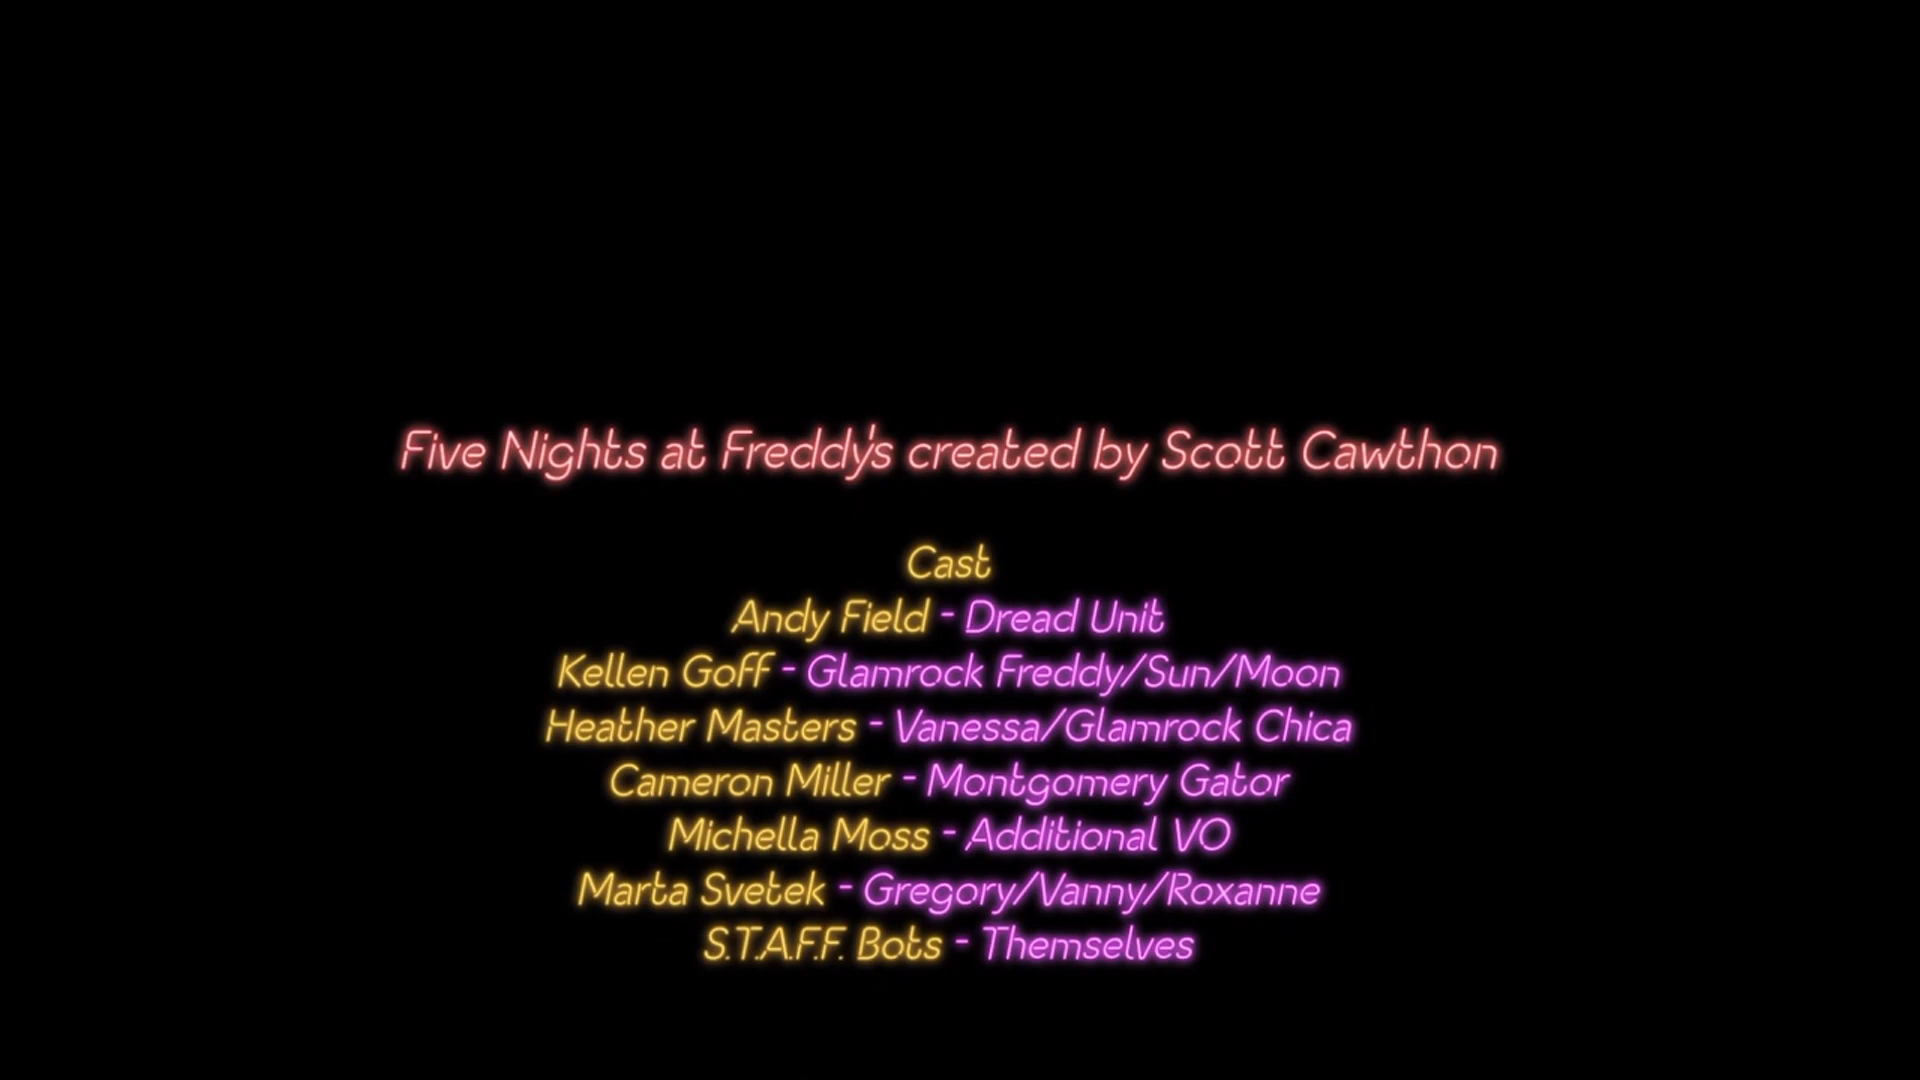 Five Nights at Freddy's created by Scott Cawthon
Cast
Andy Field - Dread Unit
Kellen Goff - Glamrock Freddy/Sun/Moon
Heather Masters - Vanessa/Glamrock Chica
Cameron Miller - Montgomery Gator
Michella Moss - Additional VO
Marta Svetek - Gregory/Vanny/Roxanne
S.T.A.F.F. Bots - Themselves